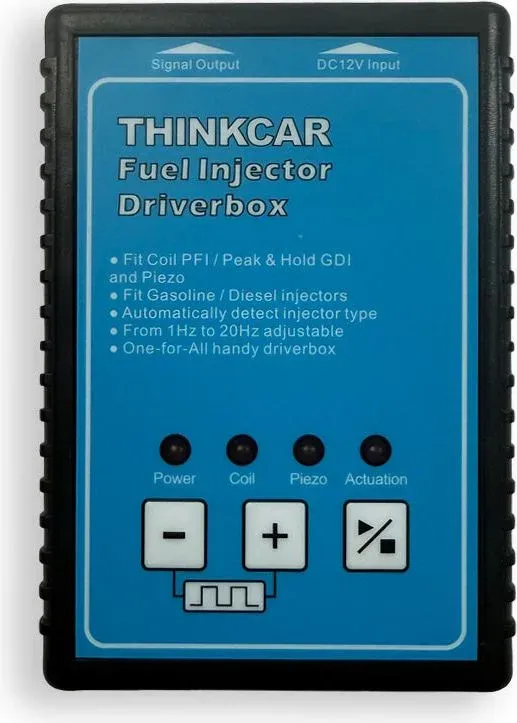 Signal Output DC12V Input
THINKCAR
Fuel Injector
Driverbox
● Fit Coil PFI / Peak & Hold GDI
and Piezo
● Fit Gasoline / Diesel injectors
● Automatically detect injector type
● From 1Hz to 20Hz adjustable
● One-for-All handy driverbox
Power Coil Piezo Actuation
- +